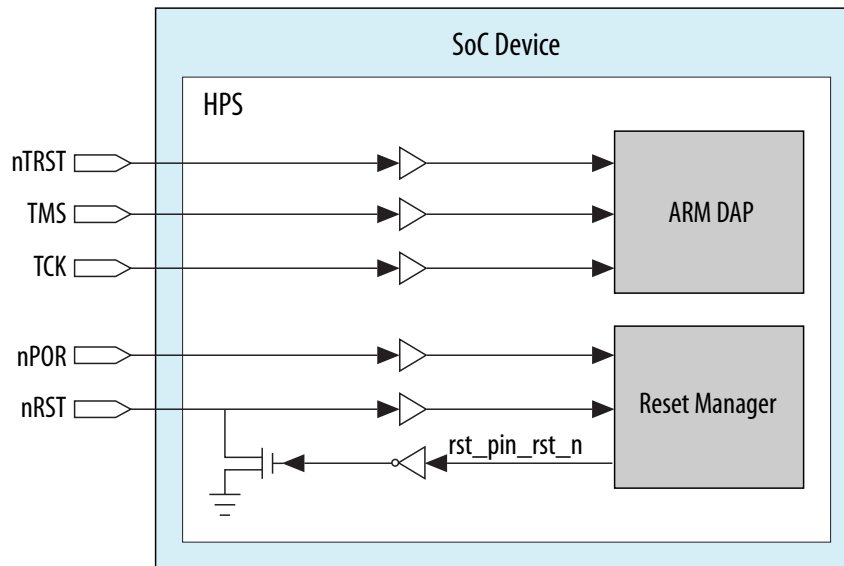 SoC Device
HPS
nTRST
TMS
ARM DAP
TCK
nPOR
nRST
Reset Manager
rst_pin_rst_n